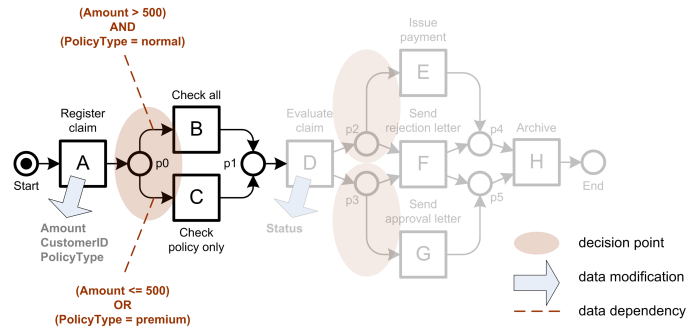 (Amount > 500)
AND
(PolicyType = normal)
Register
claim
A
Start
Amount
CustomerID
PolicyType
p0
Check all
B
C
Check
policy only
(Amount <= 500)
OR
(PolicyType = premium)
p1
Evaluate
claim
D
Status
p2
p3
Issue
payment
E
Send
rejection letter
F
Send
approval letter
G
p4
p5
Archive
H
End
decision point
data modification
data dependency